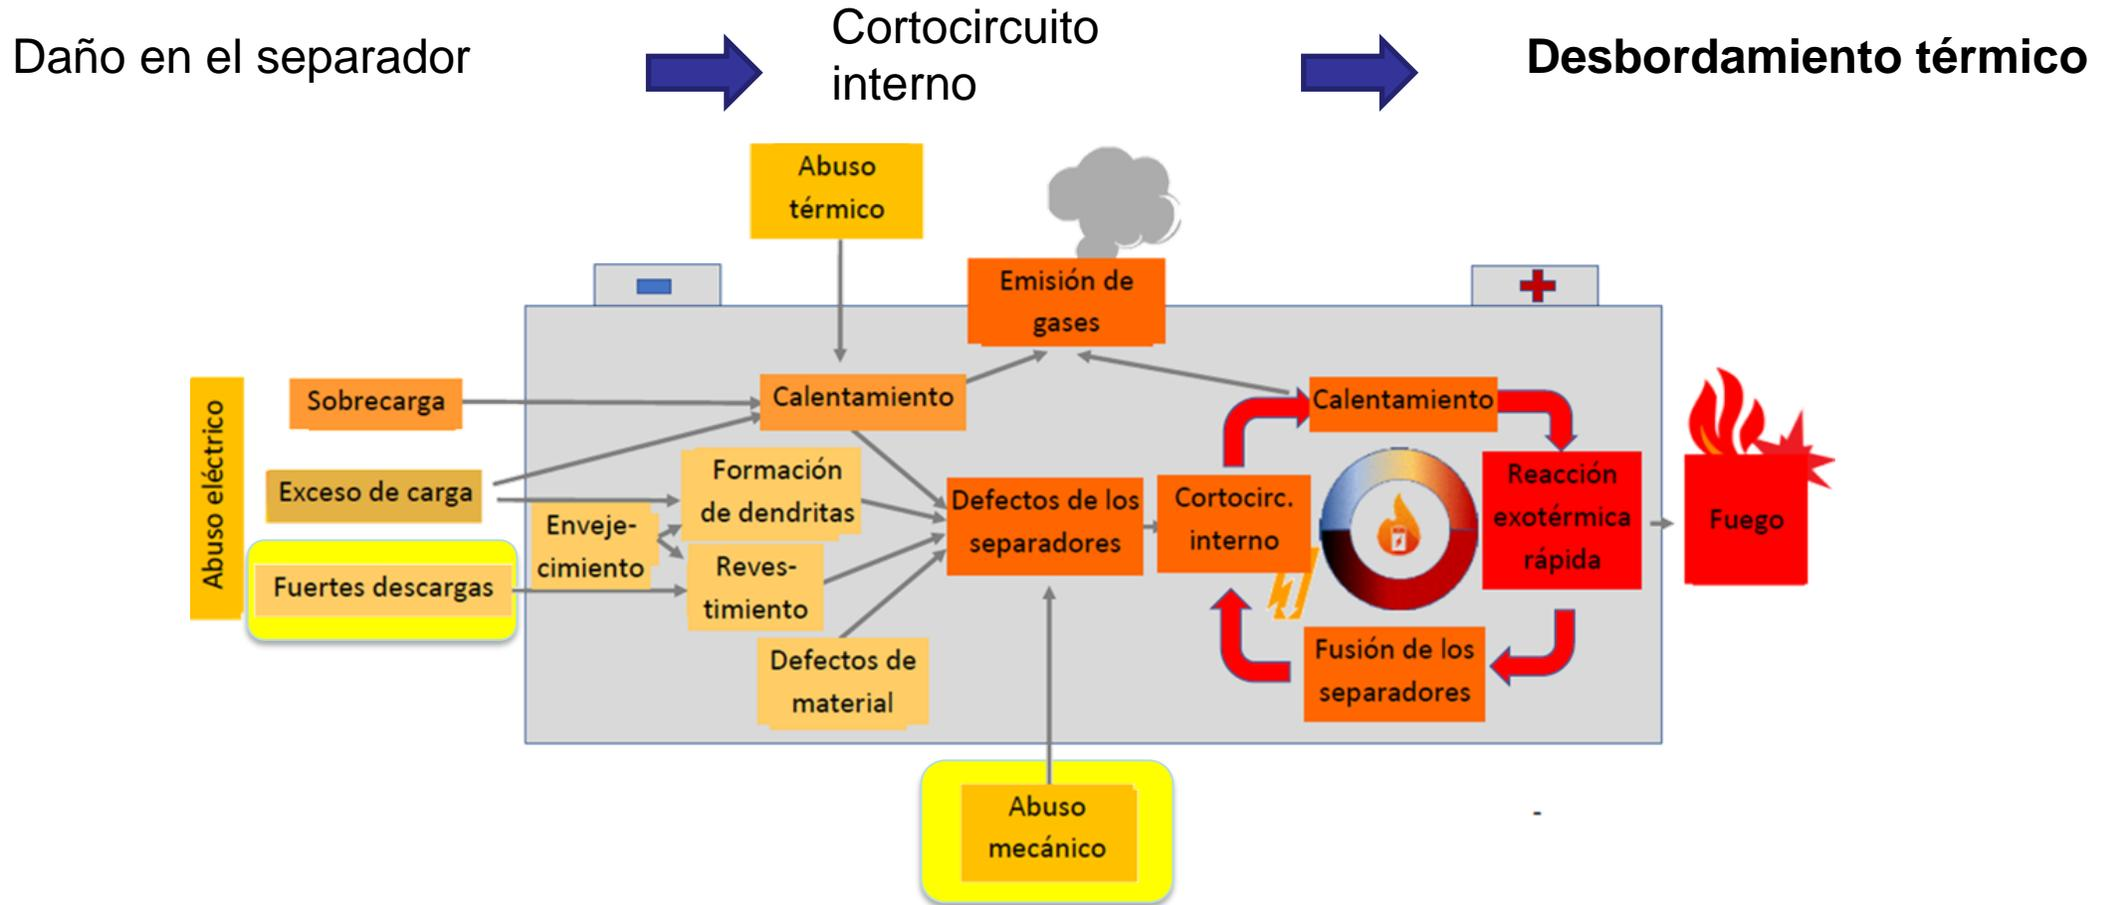 Daño en el separador
Cortocircuito
interno
Desbordamiento térmico
Abuso
térmico
Emisión de
gases
Abuso eléctrico
Sobrecarga
Calentamiento
Calentamiento
Exceso de carga
Formación
de dendritas
Enveje-
cimiento
Defectos de los
separadores
Cortocirc.
interno
Reacción
exotérmica
rápida
Fuego
Fuertes descargas
Reves-
timiento
Defectos de
material
Fusión de los
separadores
Abuso
mecánico
-